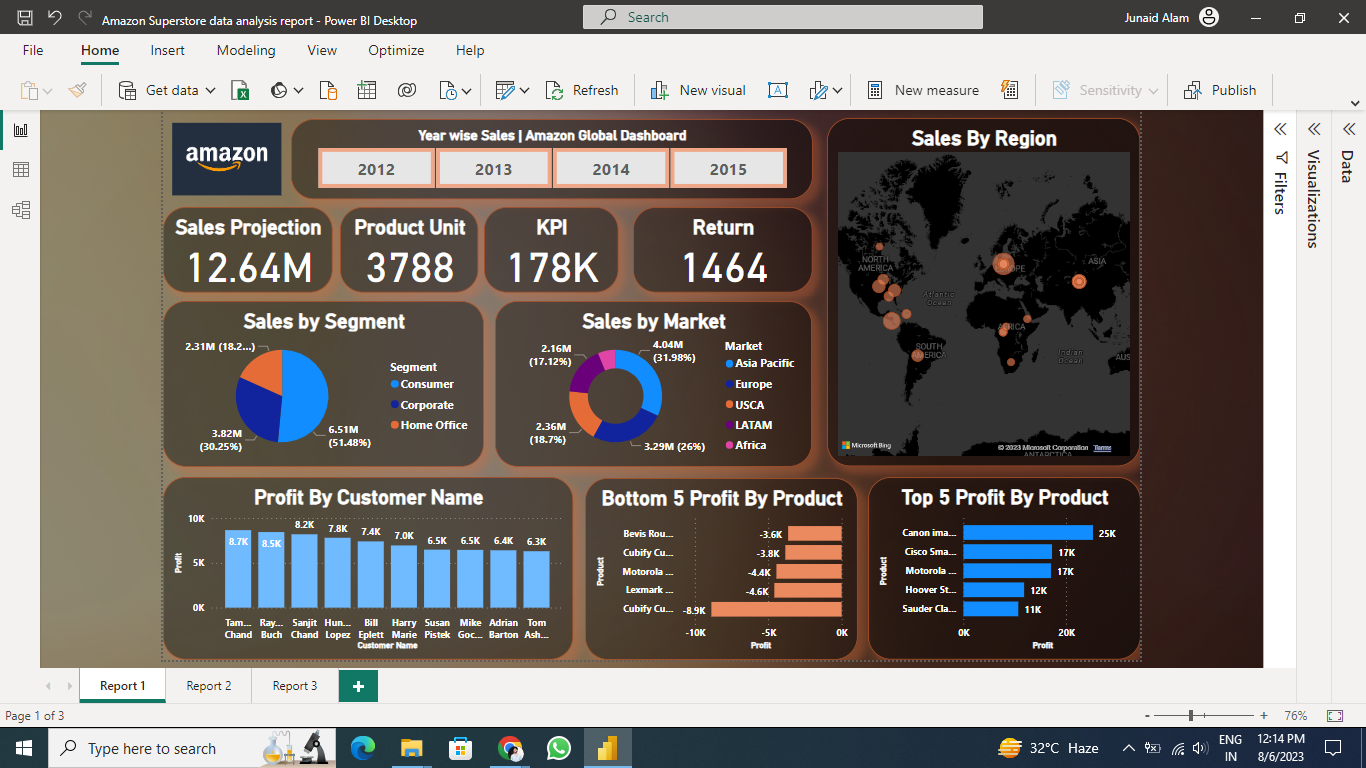 Amazon Superstore data analysis report - Power BI Desktop
Search
Junaid Alam
File Home Insert Modeling View Optimize Help
Get data
Refresh
New visual
New measure
Sensitivity
Publish
amazon
Year wise Sales | Amazon Global Dashboard
2012 2013 2014 2015
Sales Projection
12.64M
Product Unit
3788
KPI
178K
Return
1464
Sales By Region
NORTH
AMERICA
Atlantic
Ocean
SOUTH
AMERICA
AFRICA
ASIA
Indian
Ocean
AUS
Microsoft Bing
© 2023 Microsoft Corporation Terms
ANTARCTICA
Filters
Visualizations
Data
Sales by Segment
2.31M (18.2...)
3.82M
(30.25%)
6.51M
(51.48%)
Segment
Consumer
Corporate
Home Office
Sales by Market
2.16M
(17.12%)
4.04M
(31.98%)
2.36M
(18.7%)
3.29M (26%)
Market
Asia Pacific
Europe
USCA
LATAM
Africa
Profit By Customer Name
Profit
10K
5K
0K
8.7K 8.5K 8.2K 7.8K 7.4K 7.0K 6.5K 6.5K 6.4K 6.3K
Tam... Ray... Sanjit Hun... Bill Harry Susan Mike Adrian Tom
Chand Buch Chand Lopez Eplett Marie Pistek Goc... Barton Ash...
Customer Name
Bottom 5 Profit By Product
Product
Bevis Rou... -3.6K
Cubify Cu... -3.8K
Motorola ... -4.4K
Lexmark ... -4.6K
Cubify Cu... -8.9K
-10K -5K 0K
Profit
Top 5 Profit By Product
Product
Canon ima... 25K
Cisco Sma... 17K
Motorola ... 17K
Hoover St... 12K
Sauder Cla... 11K
0K 20K
Profit
Report 1 Report 2 Report 3
Page 1 of 3
- + 76%
Type here to search
32°C Haze
ENG
IN
12:14 PM
8/6/2023